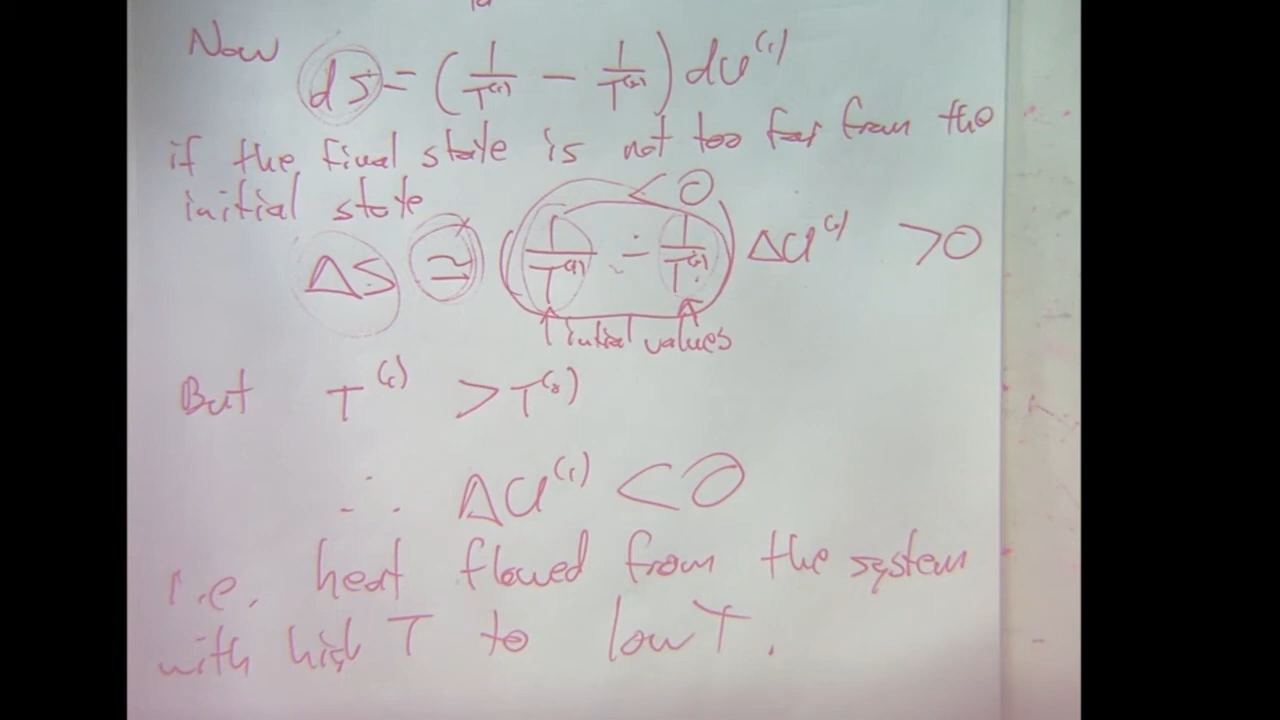 Now dS = (1/T⁽¹⁾ − 1/T⁽²⁾) dU⁽¹⁾
if the final state is not too far from the
initial state
< 0
ΔS ≅ (1/T⁽¹⁾ − 1/T⁽²⁾) ΔU⁽¹⁾ > 0
initial values
But T⁽¹⁾ > T⁽²⁾
∴ ΔU⁽¹⁾ < 0
i.e. heat flowed from the system
with high T to low T.